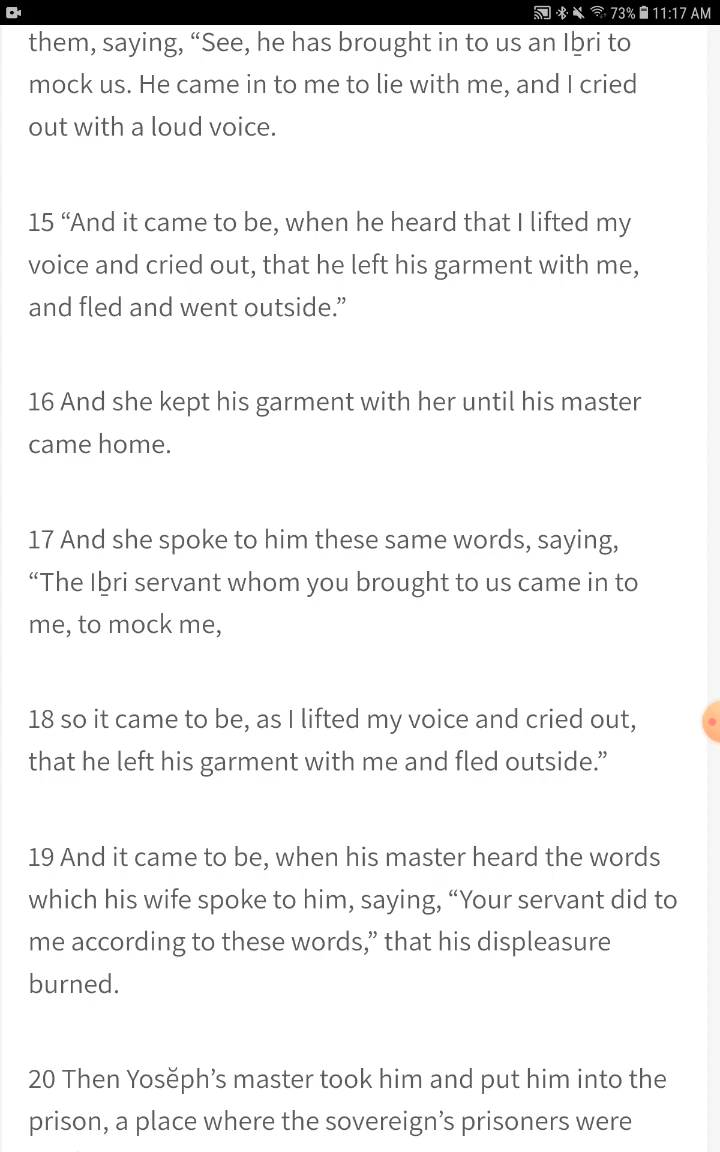 73% 11:17 AM
them, saying, “See, he has brought in to us an Iḇri to
mock us. He came in to me to lie with me, and I cried
out with a loud voice.
15 “And it came to be, when he heard that I lifted my
voice and cried out, that he left his garment with me,
and fled and went outside.”
16 And she kept his garment with her until his master
came home.
17 And she spoke to him these same words, saying,
“The Iḇri servant whom you brought to us came in to
me, to mock me,
18 so it came to be, as I lifted my voice and cried out,
that he left his garment with me and fled outside.”
19 And it came to be, when his master heard the words
which his wife spoke to him, saying, “Your servant did to
me according to these words,” that his displeasure
burned.
20 Then Yosĕph’s master took him and put him into the
prison, a place where the sovereign’s prisoners were